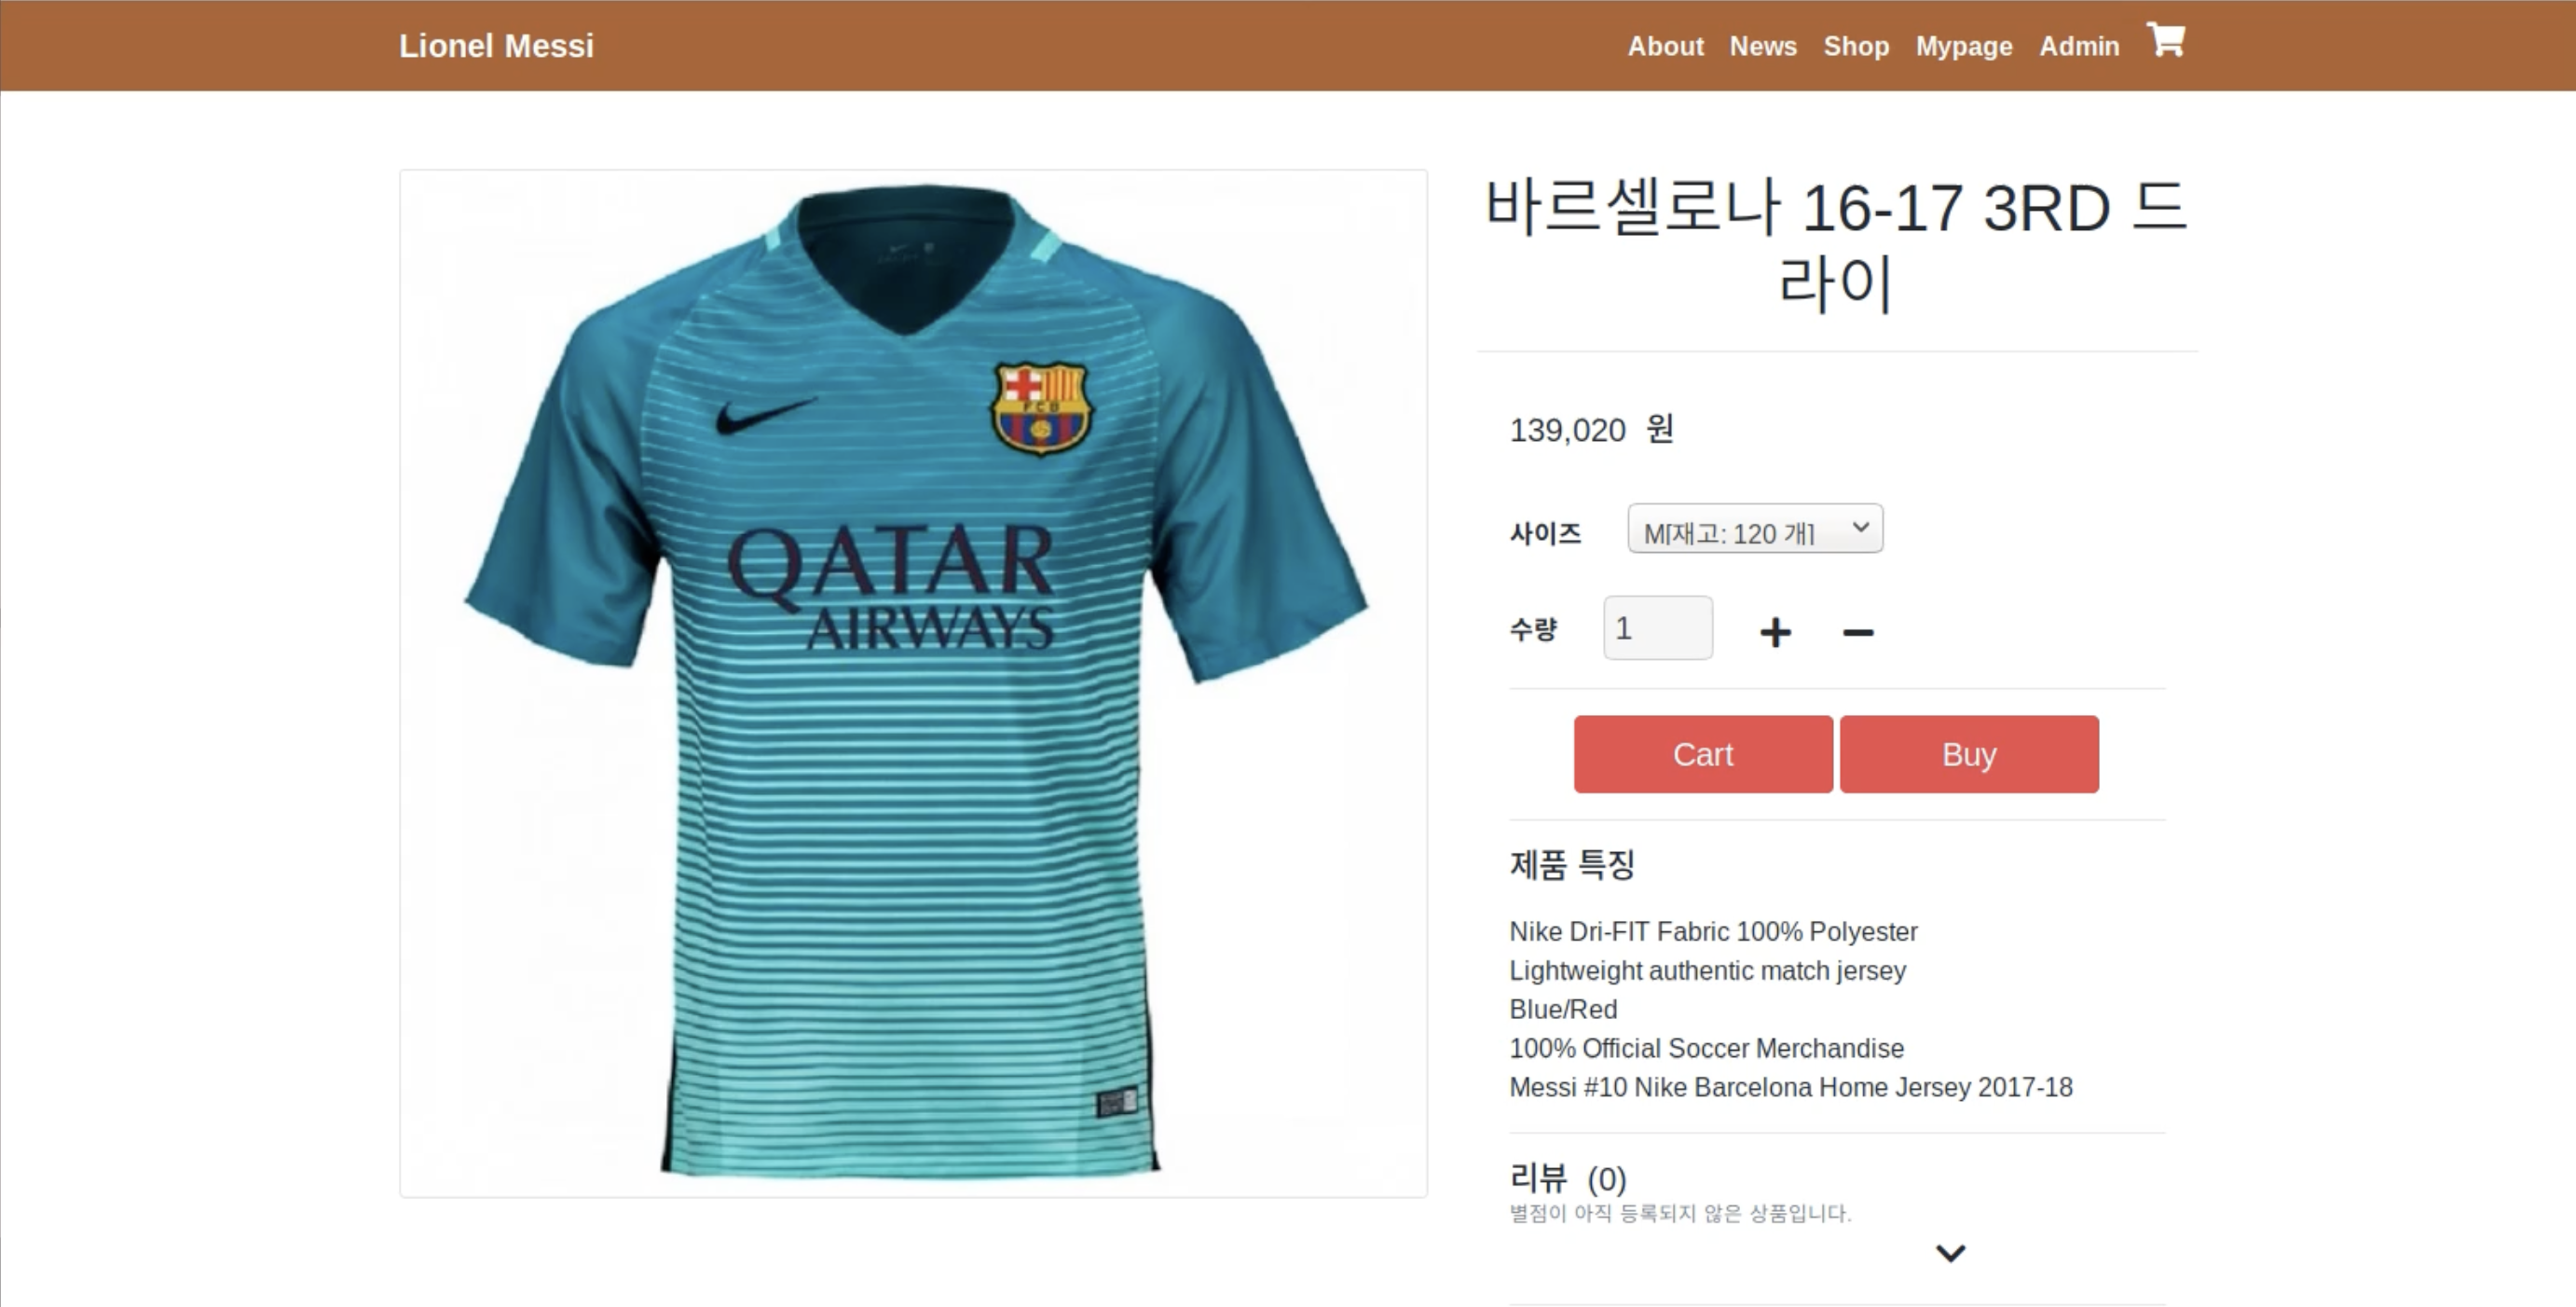 Lionel Messi
About News Shop Mypage Admin
바르셀로나 16-17 3RD 드
라이
139,020 원
사이즈 M[재고: 120 개]
수량 1
Cart Buy
제품 특징
Nike Dri-FIT Fabric 100% Polyester
Lightweight authentic match jersey
Blue/Red
100% Official Soccer Merchandise
Messi #10 Nike Barcelona Home Jersey 2017-18
리뷰 (0)
별점이 아직 등록되지 않은 상품입니다.
FCB
QATAR
AIRWAYS